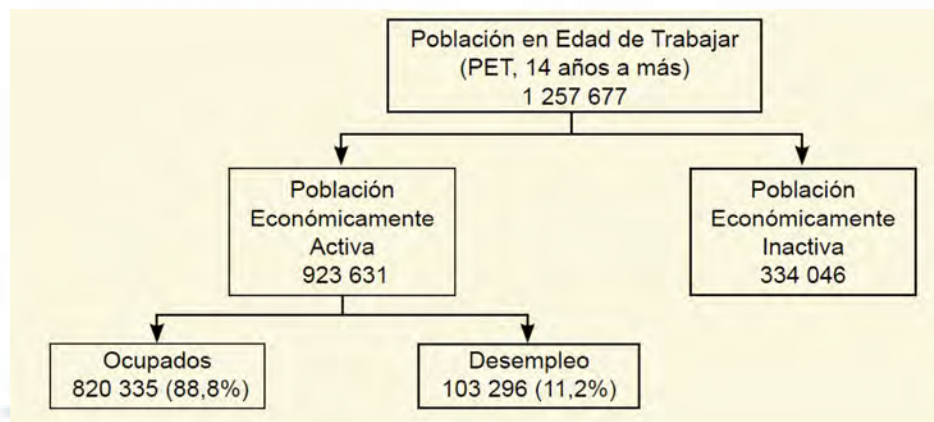 Población en Edad de Trabajar
(PET, 14 años a más)
1 257 677
Población
Económicamente
Activa
923 631
Población
Económicamente
Inactiva
334 046
Ocupados
820 335 (88,8%)
Desempleo
103 296 (11,2%)